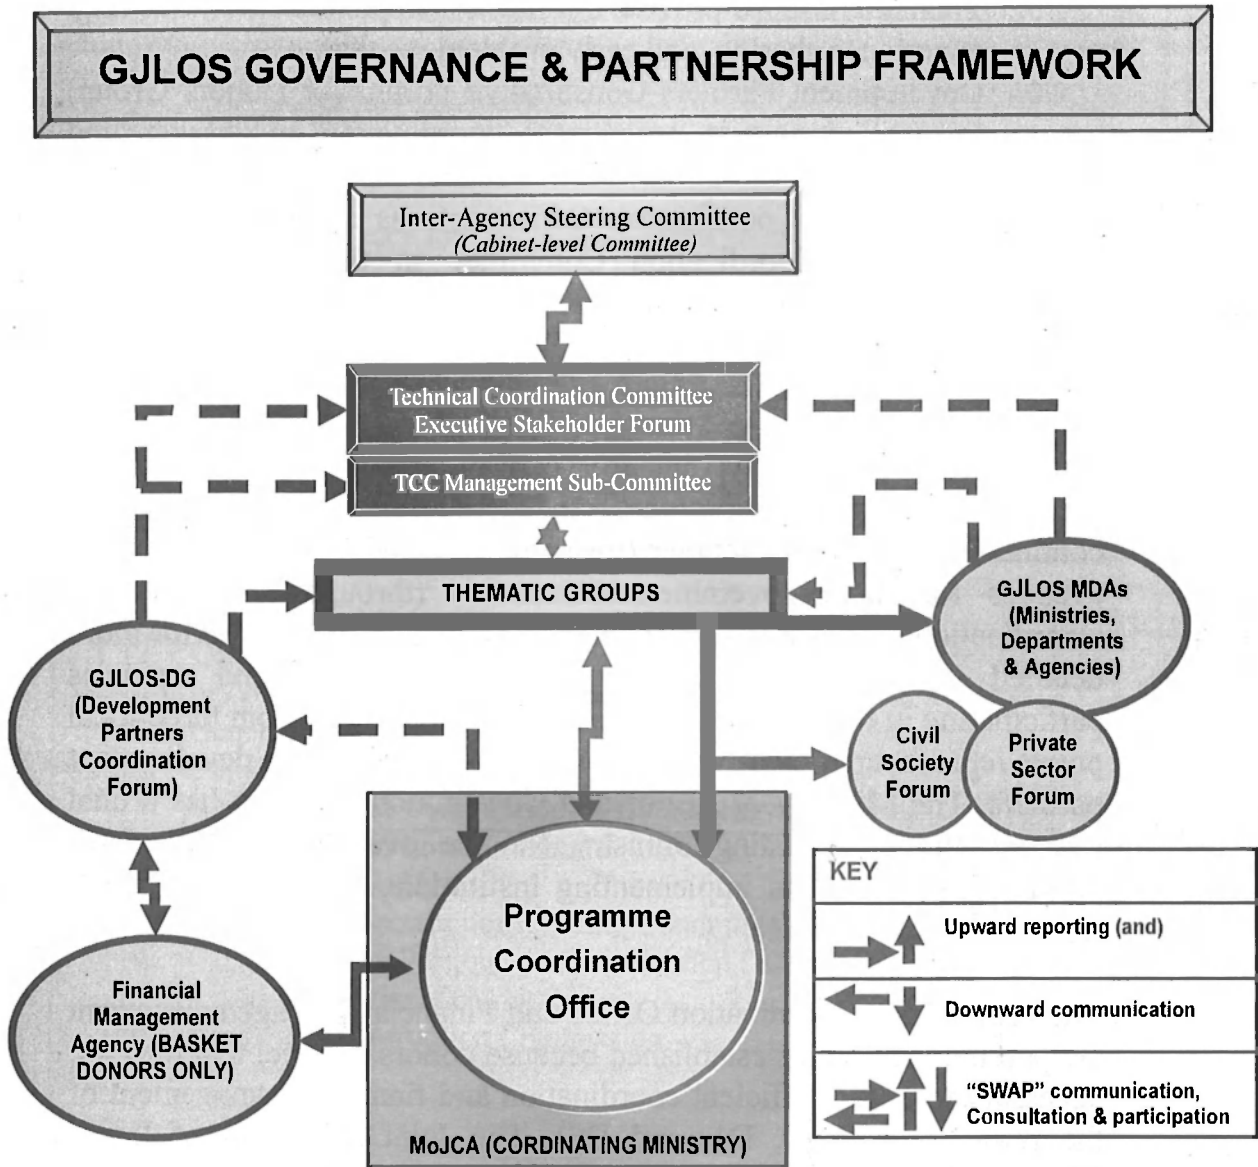 GJLOS GOVERNANCE & PARTNERSHIP FRAMEWORK
Inter-Agency Steering Committee
(Cabinet-level Committee)
Technical Coordination Committee
Executive Stakeholder Forum
TCC Management Sub-Committee
THEMATIC GROUPS
GJLOS MDAs
(Ministries,
Departments
& Agencies)
GJLOS-DG
(Development
Partners
Coordination
Forum)
Civil
Society
Forum
Private
Sector
Forum
Programme
Coordination
Office
Financial
Management
Agency (BASKET
DONORS ONLY)
MoJCA (CORDINATING MINISTRY)
KEY
Upward reporting (and)
Downward communication
“SWAP” communication,
Consultation & participation